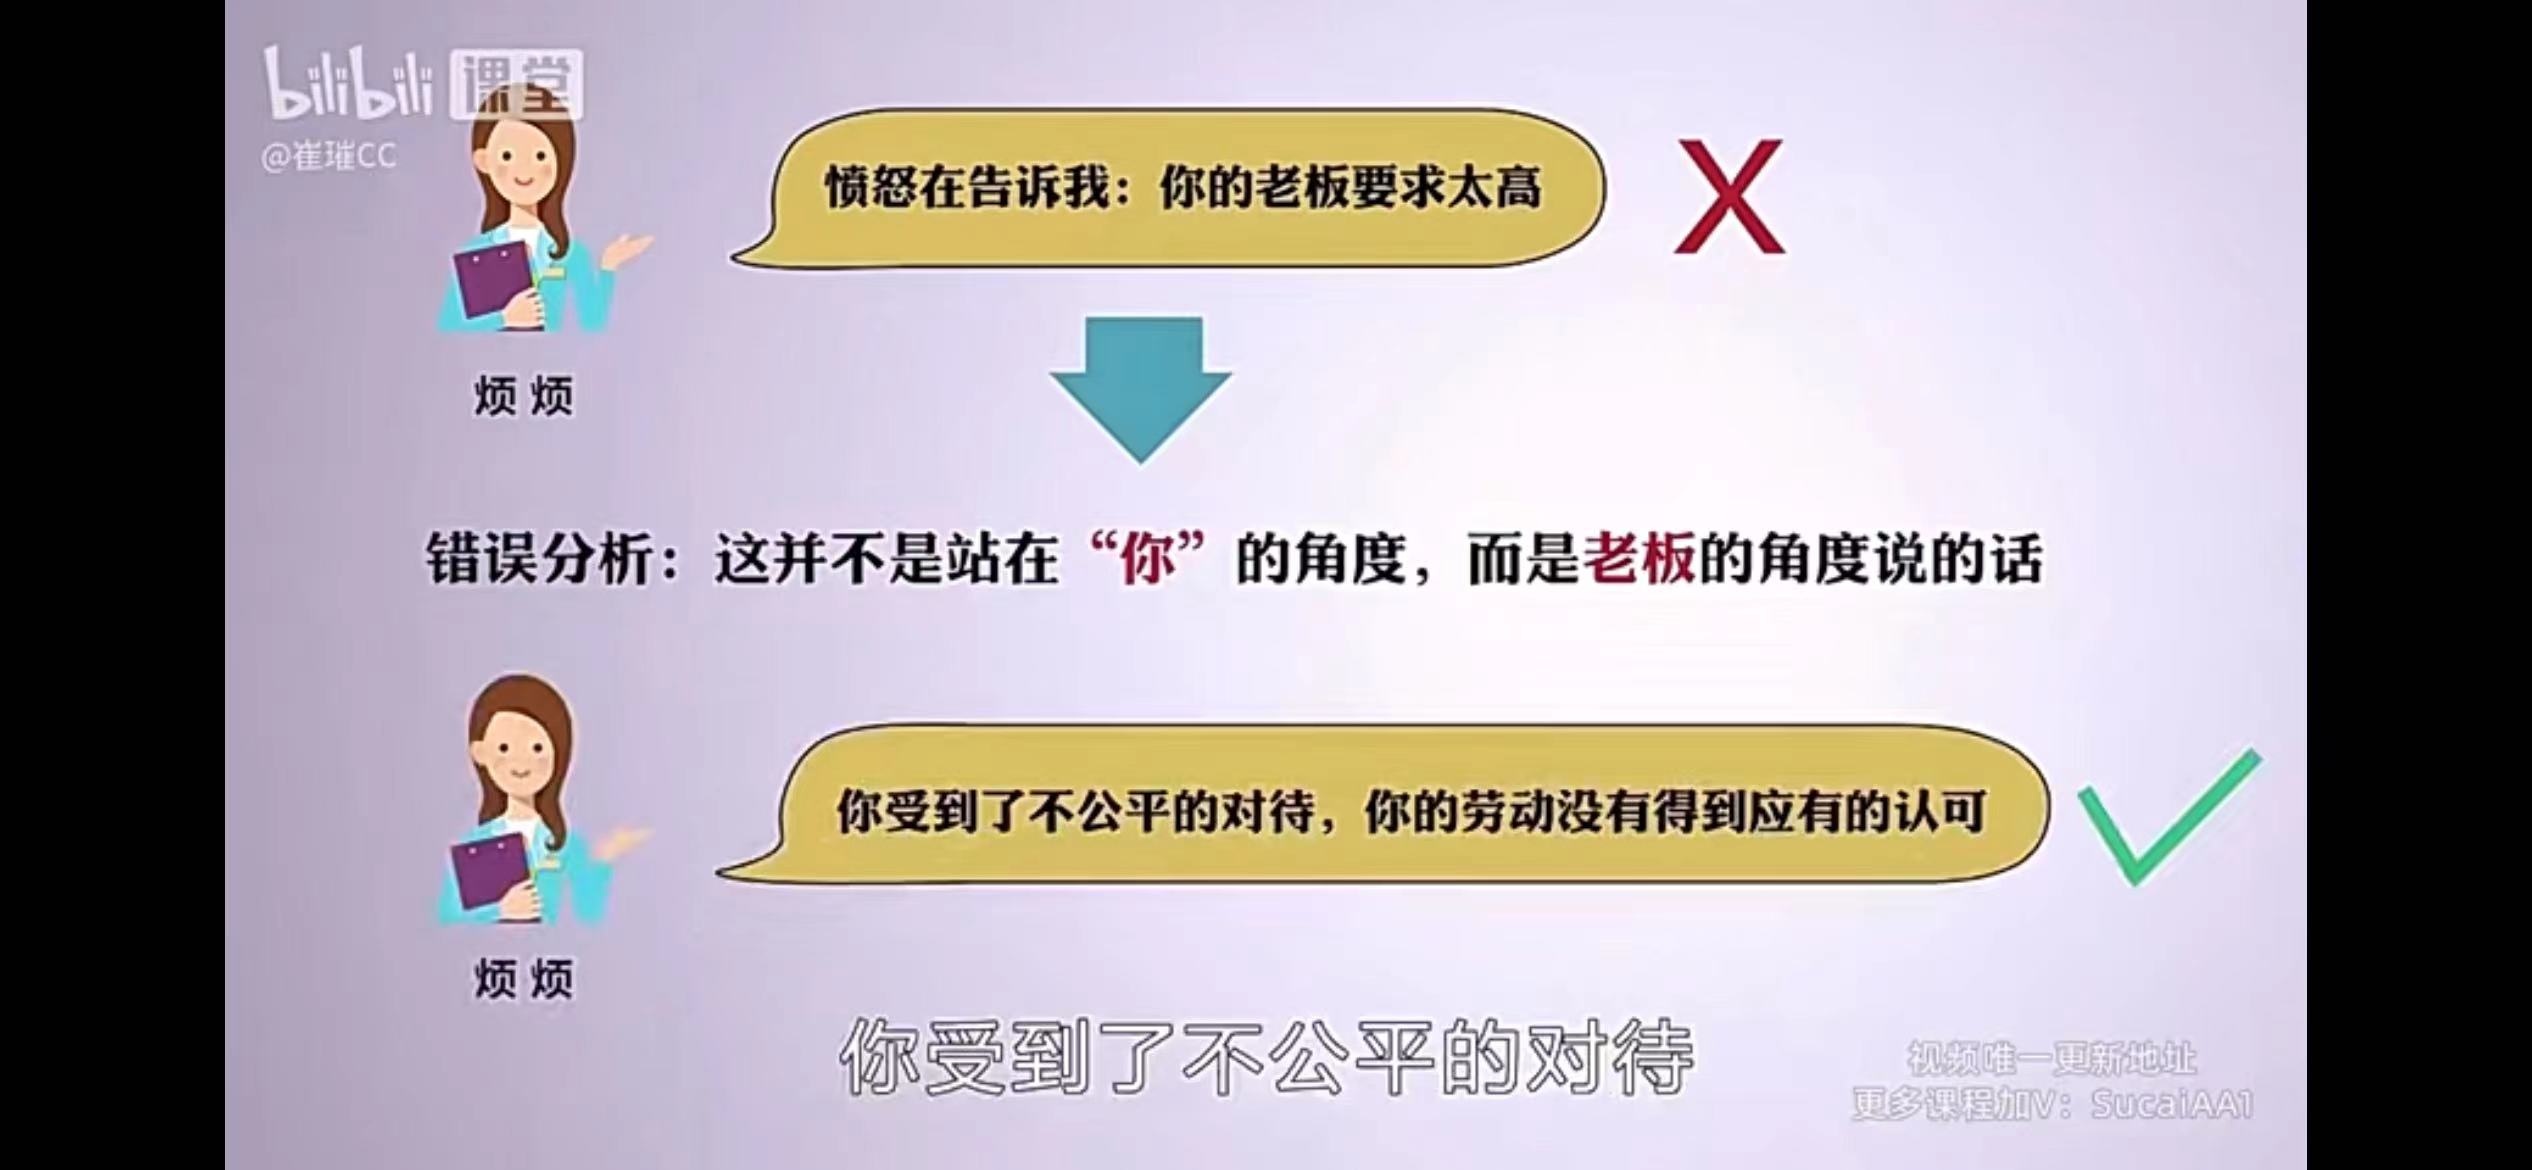 bilibili 课堂
@崔璀CC
愤怒在告诉我：你的老板要求太高
X
烦烦
错误分析：这并不是站在“你”的角度，而是老板的角度说的话
你受到了不公平的对待，你的劳动没有得到应有的认可
烦烦
你受到了不公平的对待
视频唯一更新地址
更多课程加V：SucaiAA1